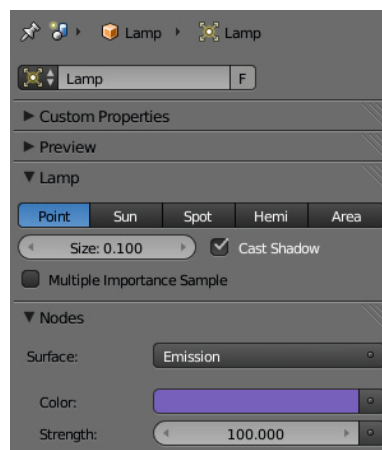 Lamp Lamp
Lamp F
Custom Properties
Preview
Lamp
Point Sun Spot Hemi Area
Size: 0.100 Cast Shadow
Multiple Importance Sample
Nodes
Surface: Emission
Color:
Strength: 100.000